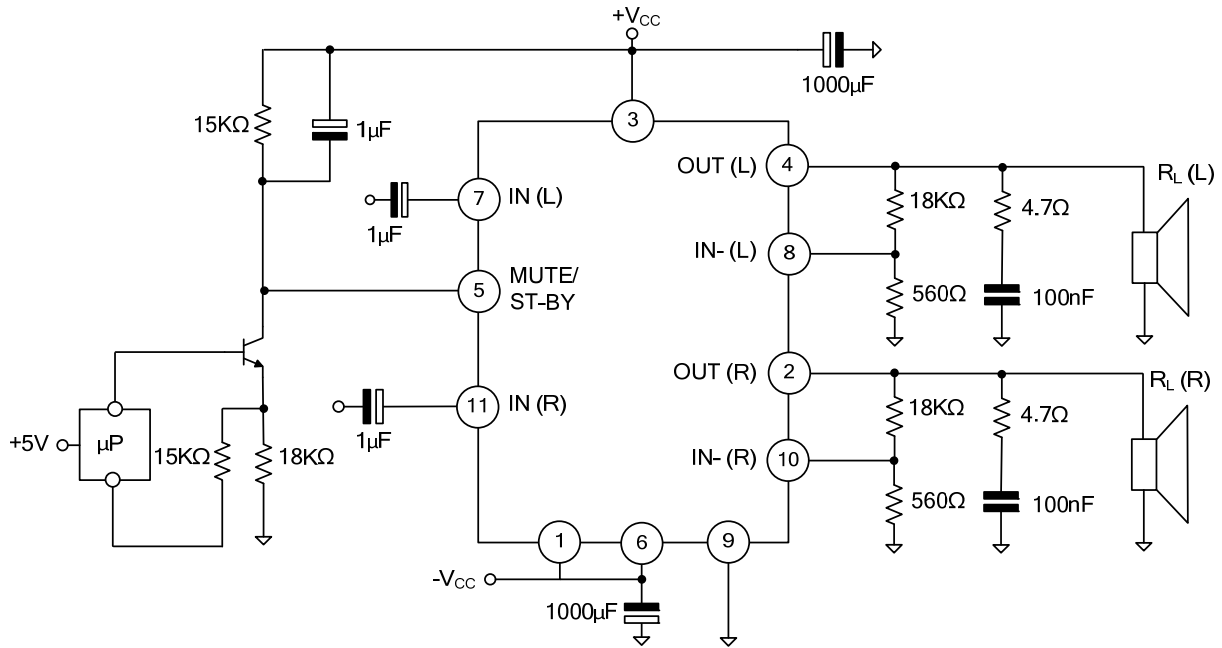 +VCC
1000µF
3
15KΩ
1µF
OUT (L)
4
RL (L)
7
IN (L)
18KΩ
4.7Ω
1µF
IN- (L)
8
MUTE/
ST-BY
5
560Ω
100nF
OUT (R)
2
RL (R)
11
IN (R)
18KΩ
4.7Ω
1µF
+5V
µP
15KΩ
18KΩ
IN- (R)
10
560Ω
100nF
1
6
9
-VCC
1000µF